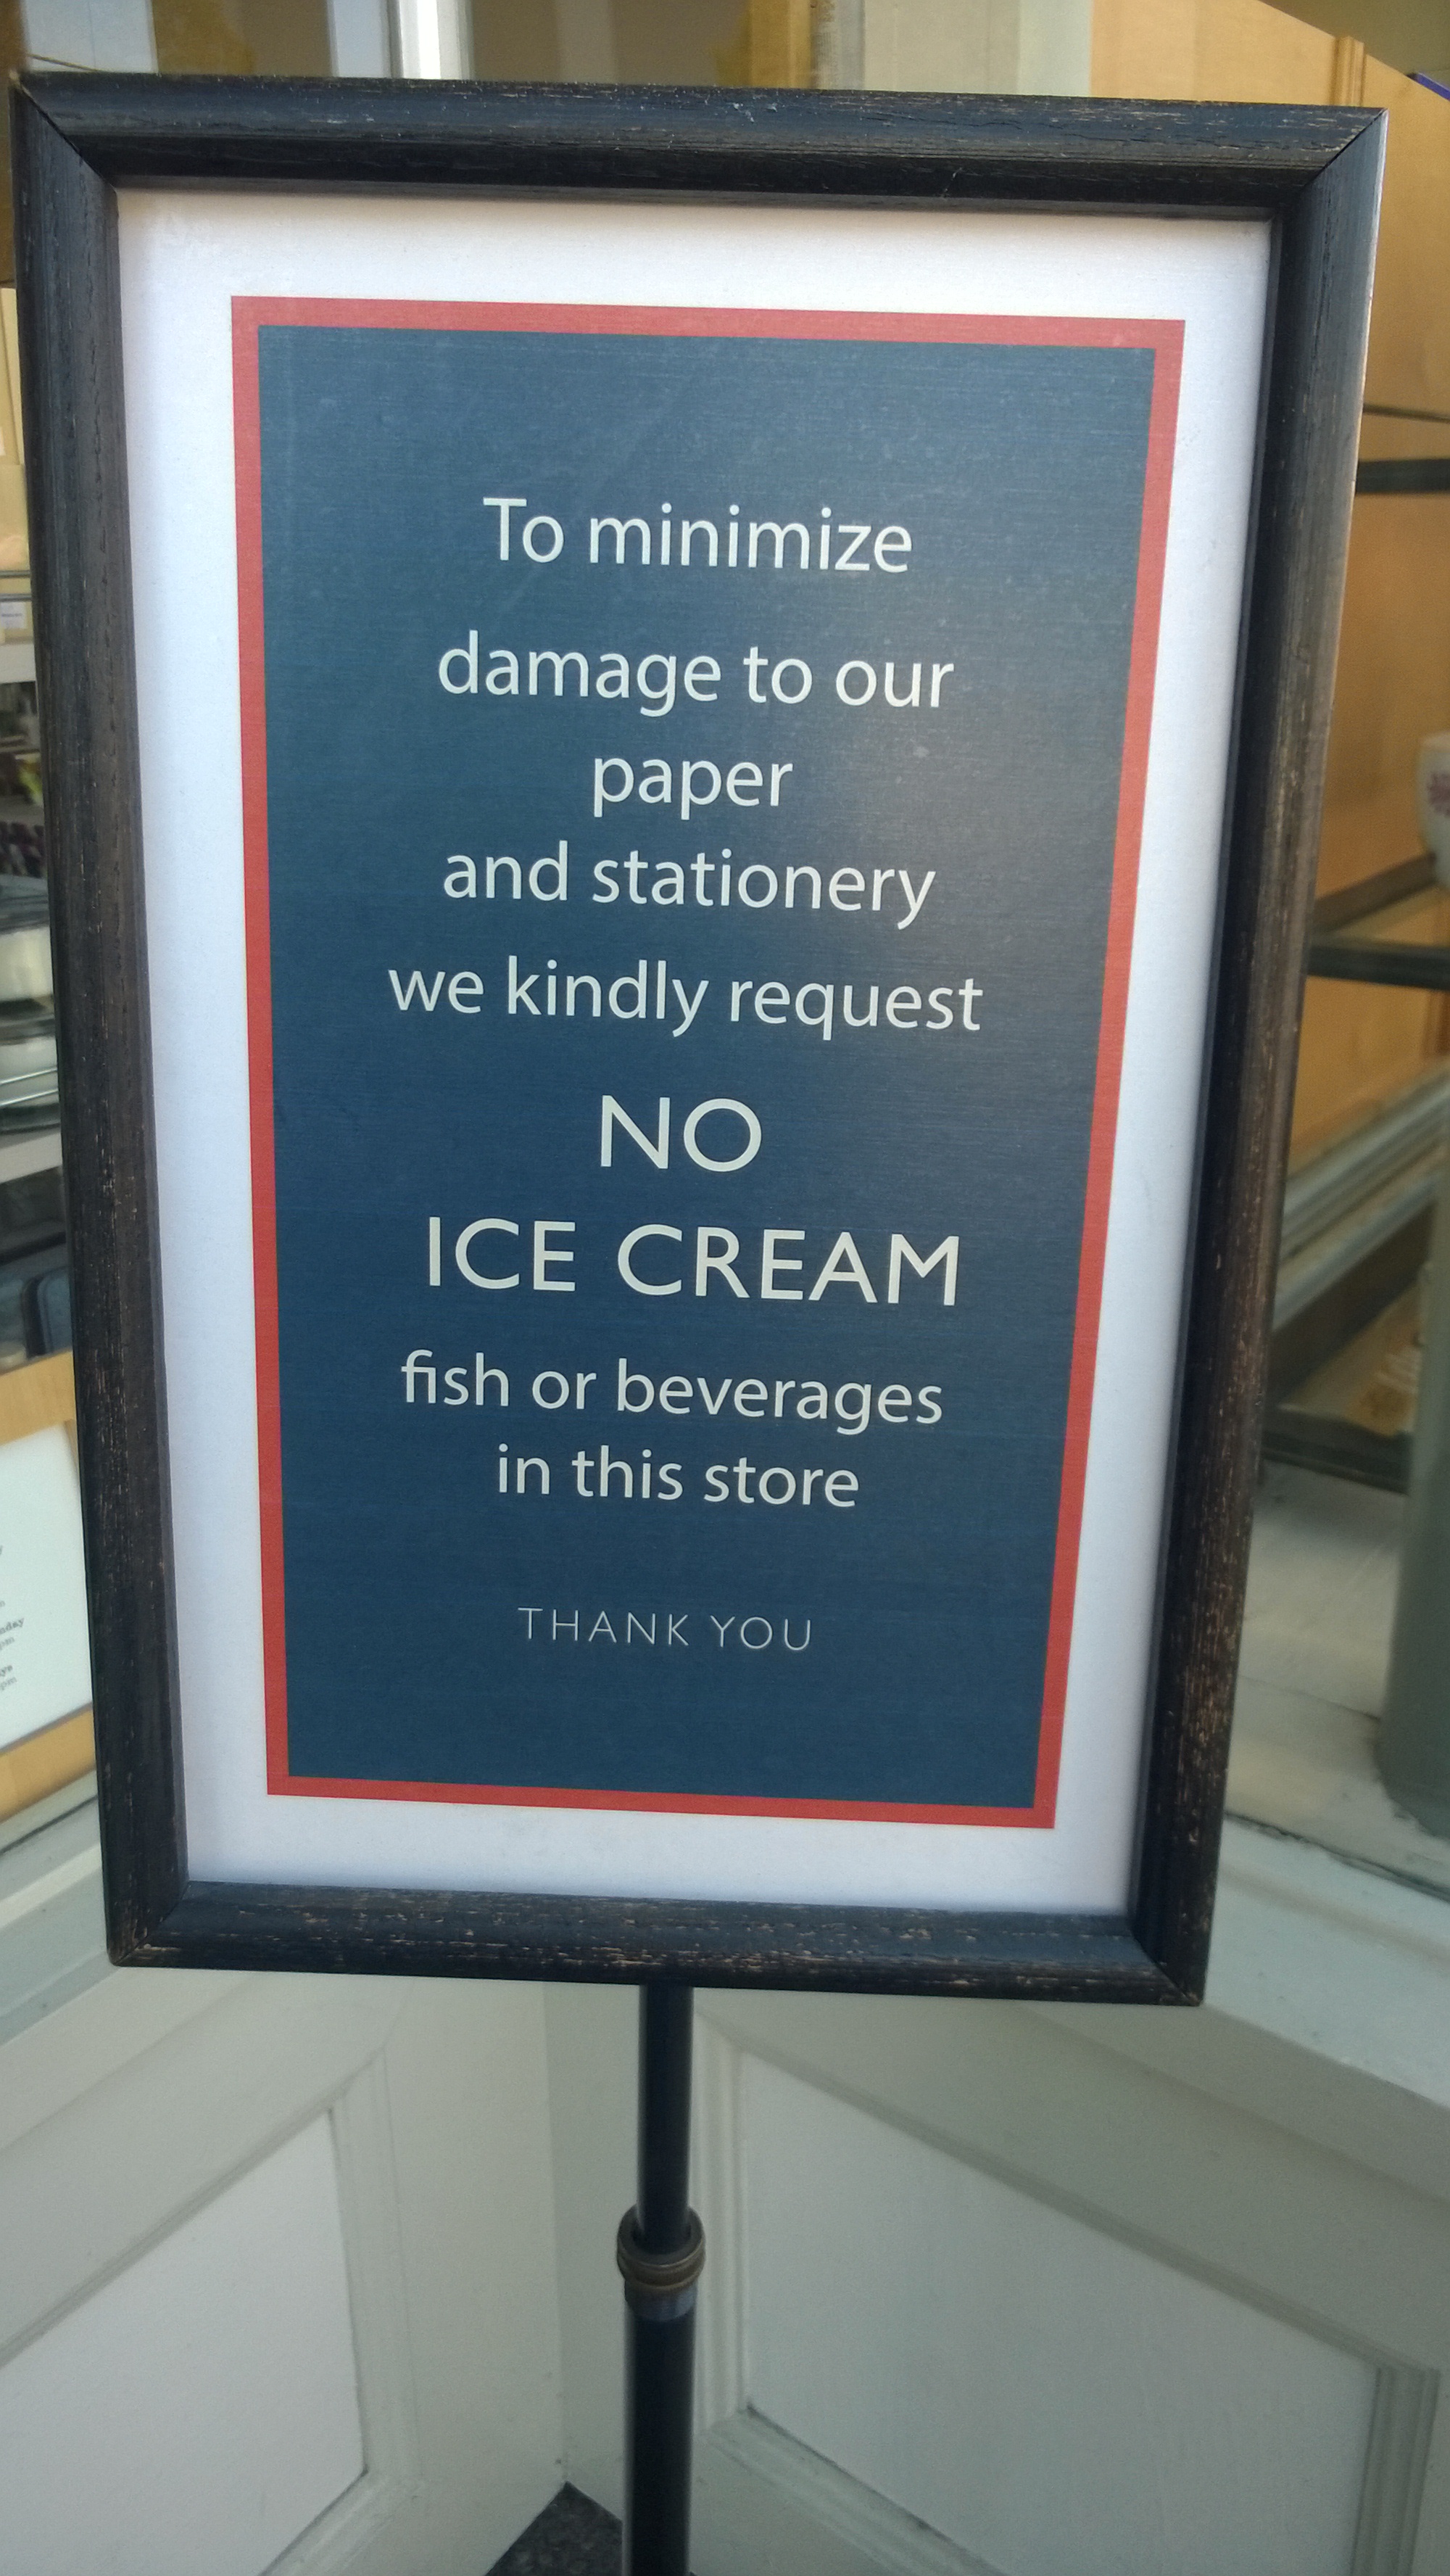 To minimize
damage to our
paper
and stationery
we kindly request
NO
ICE CREAM
fish or beverages
in this store
THANK YOU